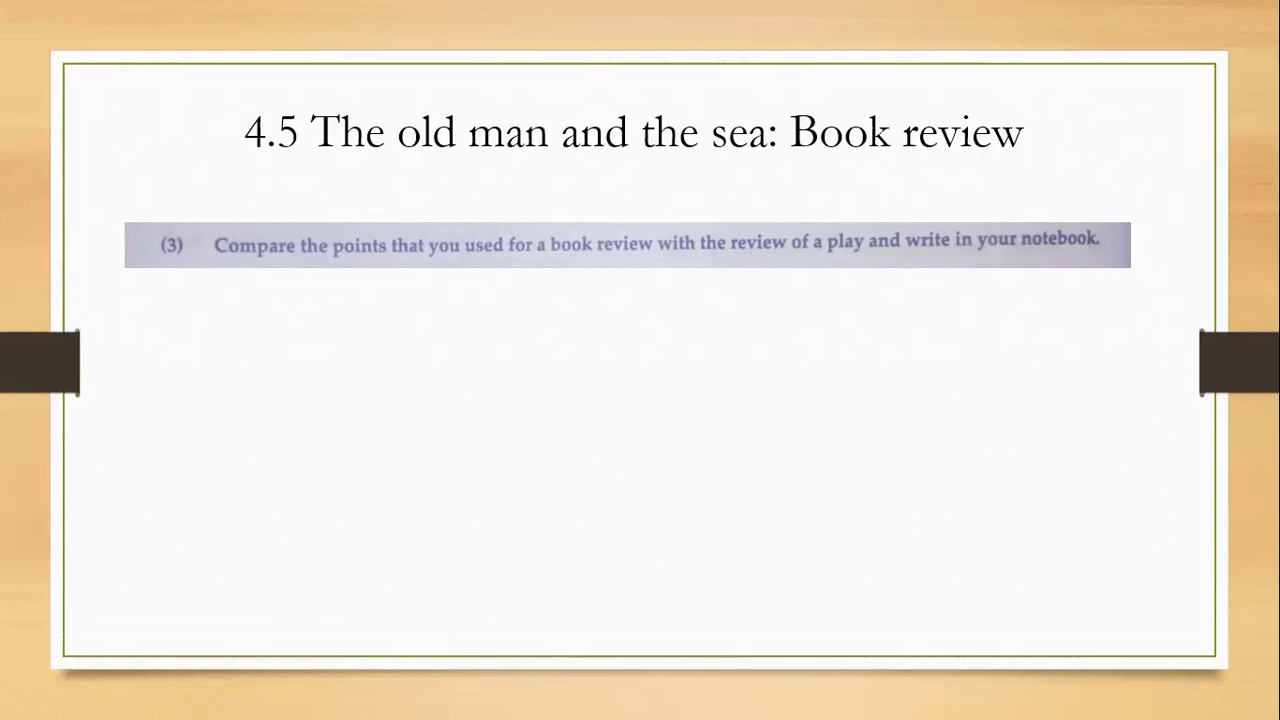 4.5 The old man and the sea: Book review
(3) Compare the points that you used for a book review with the review of a play and write in your notebook.